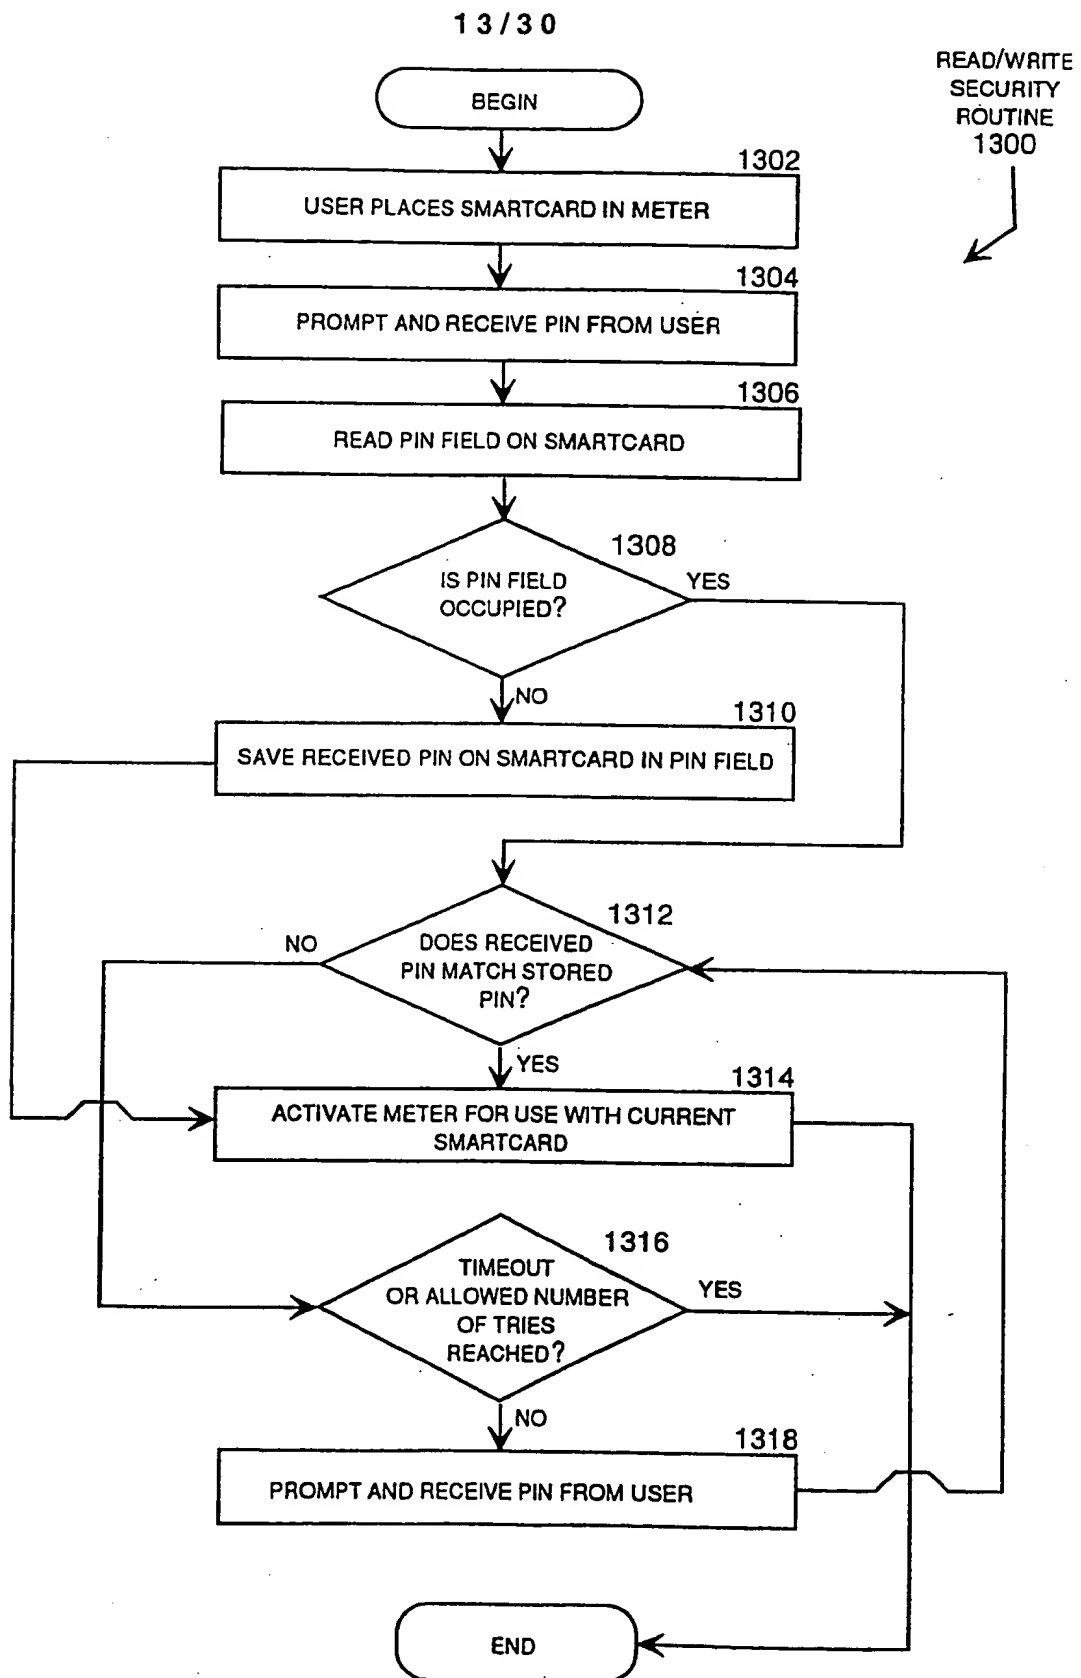 13/30
READ/WRITE
SECURITY
ROUTINE
1300
BEGIN
1302
USER PLACES SMARTCARD IN METER
1304
PROMPT AND RECEIVE PIN FROM USER
1306
READ PIN FIELD ON SMARTCARD
1308
IS PIN FIELD
OCCUPIED?
YES
NO
1310
SAVE RECEIVED PIN ON SMARTCARD IN PIN FIELD
1312
NO
DOES RECEIVED
PIN MATCH STORED
PIN?
YES
1314
ACTIVATE METER FOR USE WITH CURRENT
SMARTCARD
1316
TIMEOUT
OR ALLOWED NUMBER
OF TRIES
REACHED?
YES
NO
1318
PROMPT AND RECEIVE PIN FROM USER
END